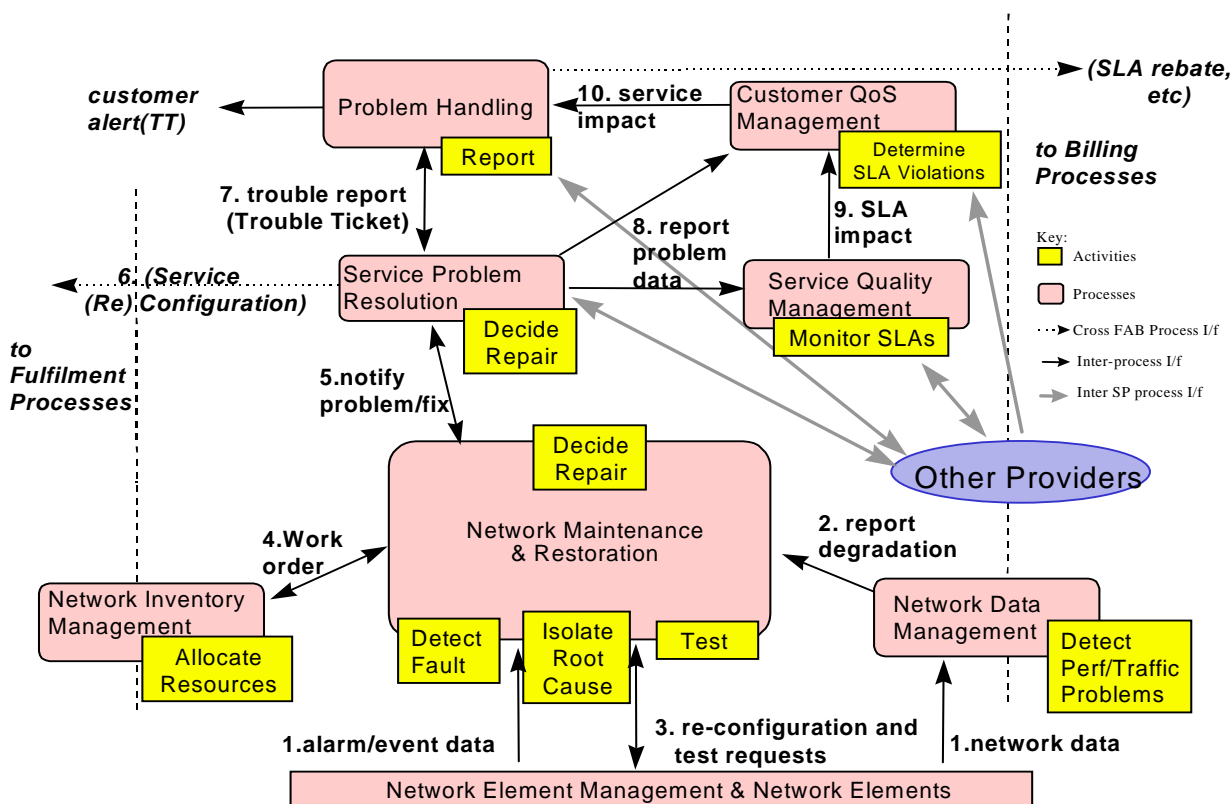 customer
alert(TT)
Problem Handling
Report
10. service
impact
Customer QoS
Management
Determine
SLA Violations
(SLA rebate,
etc)
to Billing
Processes
7. trouble report
(Trouble Ticket)
8. report
problem
data
9. SLA
impact
Key:
Activities
Processes
Cross FAB Process I/f
Inter-process I/f
Inter SP process I/f
6. (Service
(Re) Configuration)
Service Problem
Resolution
Decide
Repair
Service Quality
Management
Monitor SLAs
to
Fulfilment
Processes
5.notify
problem/fix
Decide
Repair
Other Providers
Network Maintenance
& Restoration
2. report
degradation
4.Work
order
Network Inventory
Management
Allocate
Resources
Detect
Fault
Isolate
Root
Cause
Test
Network Data
Management
Detect
Perf/Traffic
Problems
1.alarm/event data
3. re-configuration and
test requests
1.network data
Network Element Management & Network Elements